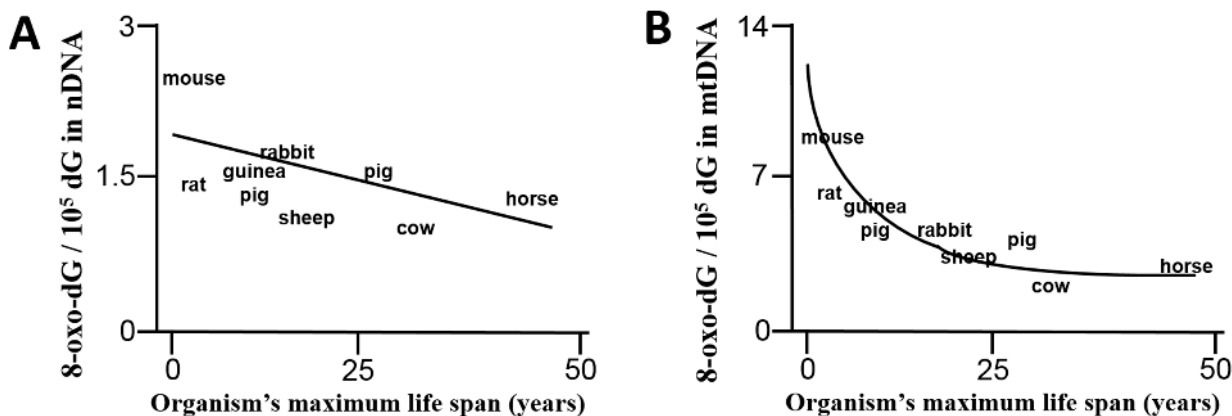 A
8-oxo-dG / 10⁵ dG in nDNA
3
1.5
0
mouse
rabbit
guinea
pig
rat
pig
sheep
cow
horse
0 25 50
Organism's maximum life span (years)
B
8-oxo-dG / 10⁵ dG in mtDNA
14
7
0
mouse
rat
guinea
pig
rabbit
sheep
pig
cow
horse
0 25 50
Organism's maximum life span (years)